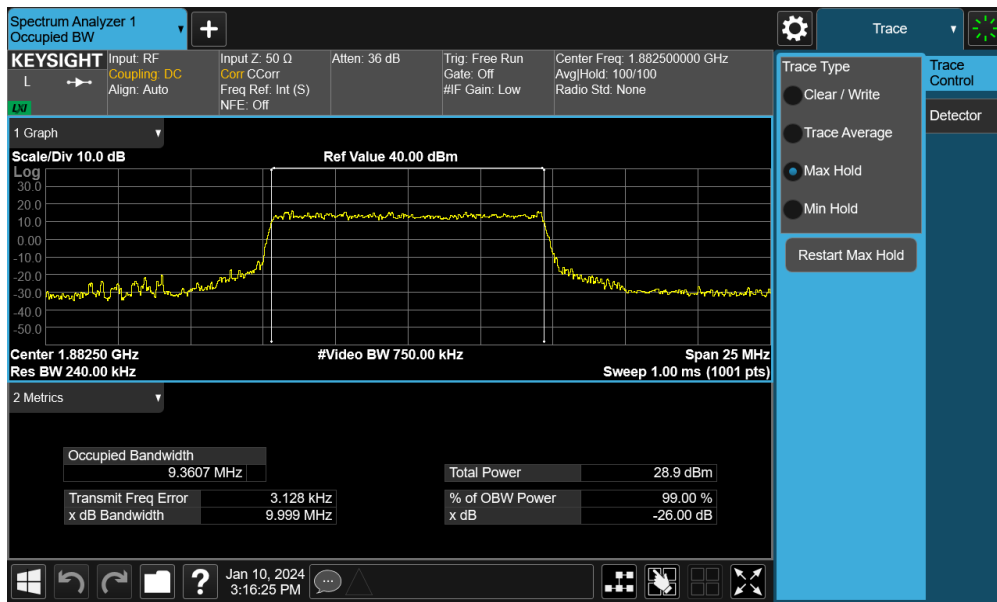 Spectrum Analyzer 1
Occupied BW
Trace
KEYSIGHT
L
LXI
Input: RF
Coupling: DC
Align: Auto
Input Z: 50 Ω
Corr CCorr
Freq Ref: Int (S)
NFE: Off
Atten: 36 dB
Trig: Free Run
Gate: Off
#IF Gain: Low
Center Freq: 1.882500000 GHz
Avg|Hold: 100/100
Radio Std: None
Trace Type
Clear / Write
Trace Average
Max Hold
Min Hold
Restart Max Hold
Trace
Control
Detector
1 Graph
Scale/Div 10.0 dB
Ref Value 40.00 dBm
Log
30.0
20.0
10.0
0.00
-10.0
-20.0
-30.0
-40.0
-50.0
Center 1.88250 GHz
#Video BW 750.00 kHz
Span 25 MHz
Res BW 240.00 kHz
Sweep 1.00 ms (1001 pts)
2 Metrics
Occupied Bandwidth
9.3607 MHz
Total Power 28.9 dBm
Transmit Freq Error 3.128 kHz
% of OBW Power 99.00 %
x dB Bandwidth 9.999 MHz
x dB -26.00 dB
Jan 10, 2024
3:16:25 PM